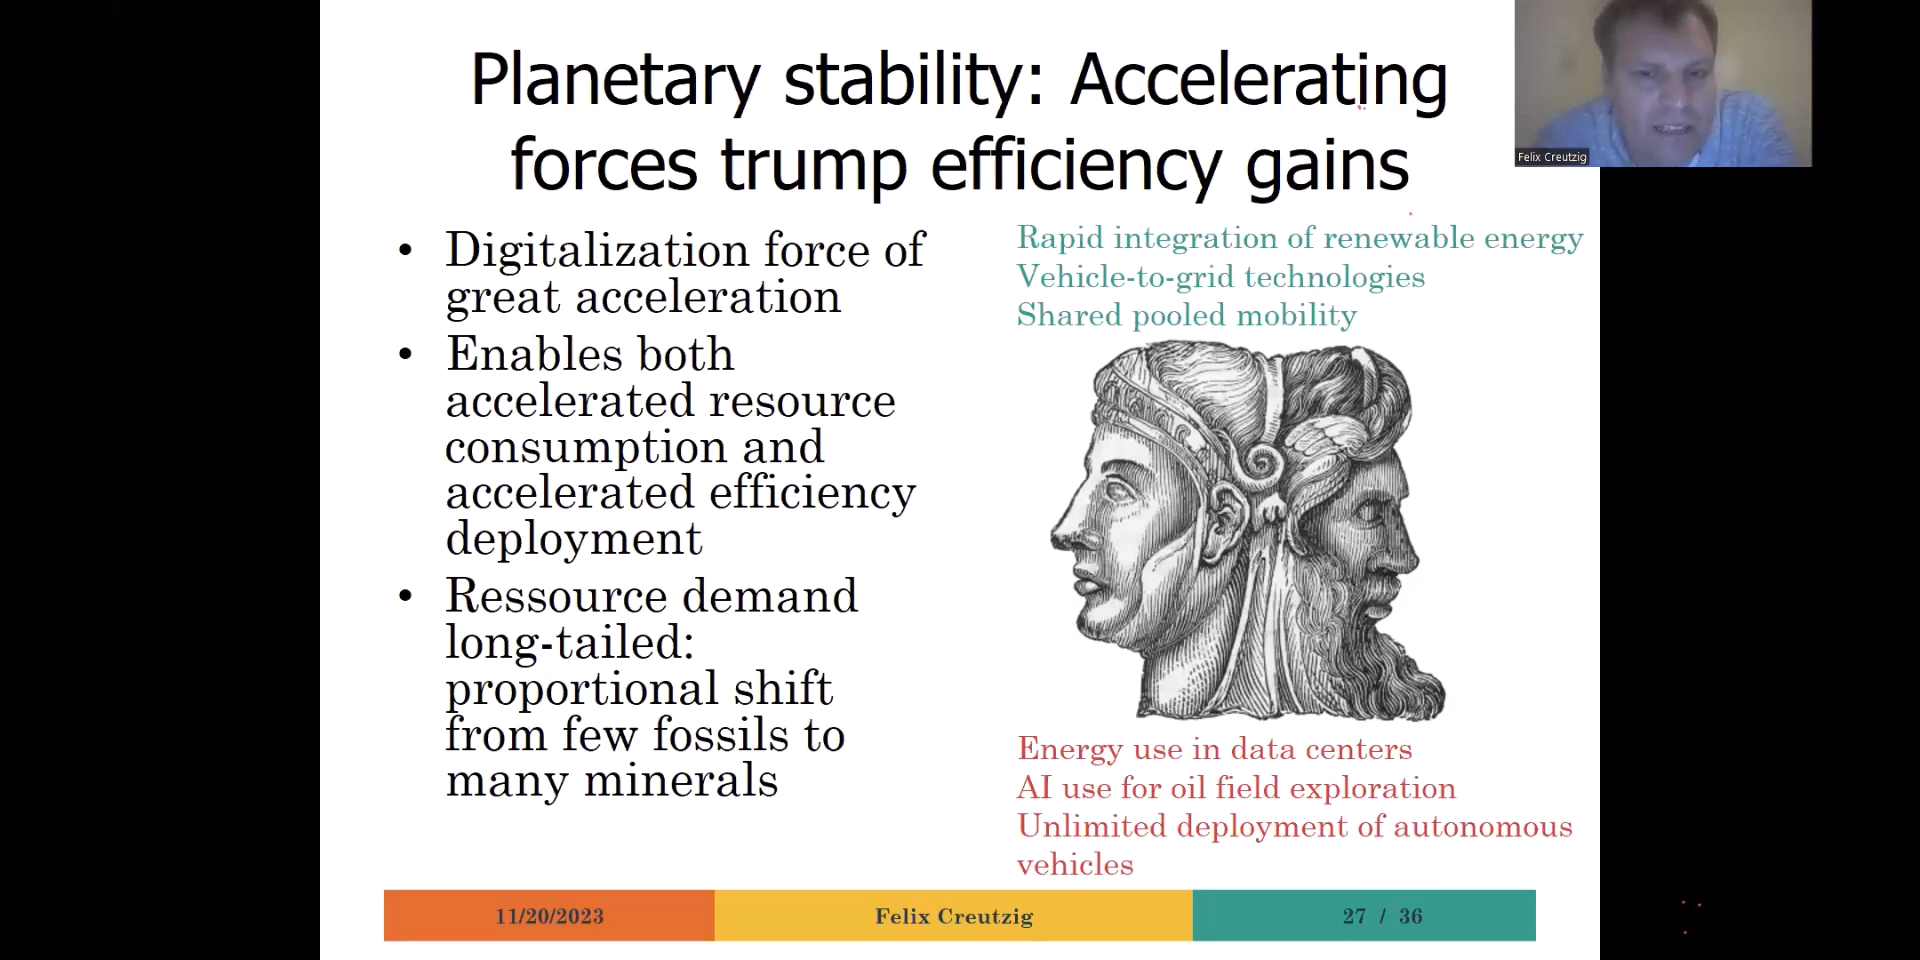 Planetary stability: Accelerating
forces trump efficiency gains
Felix Creutzig
• Digitalization force of
great acceleration
• Enables both
accelerated resource
consumption and
accelerated efficiency
deployment
• Ressource demand
long-tailed:
proportional shift
from few fossils to
many minerals
Rapid integration of renewable energy
Vehicle-to-grid technologies
Shared pooled mobility
Energy use in data centers
AI use for oil field exploration
Unlimited deployment of autonomous
vehicles
11/20/2023
Felix Creutzig
27 / 36